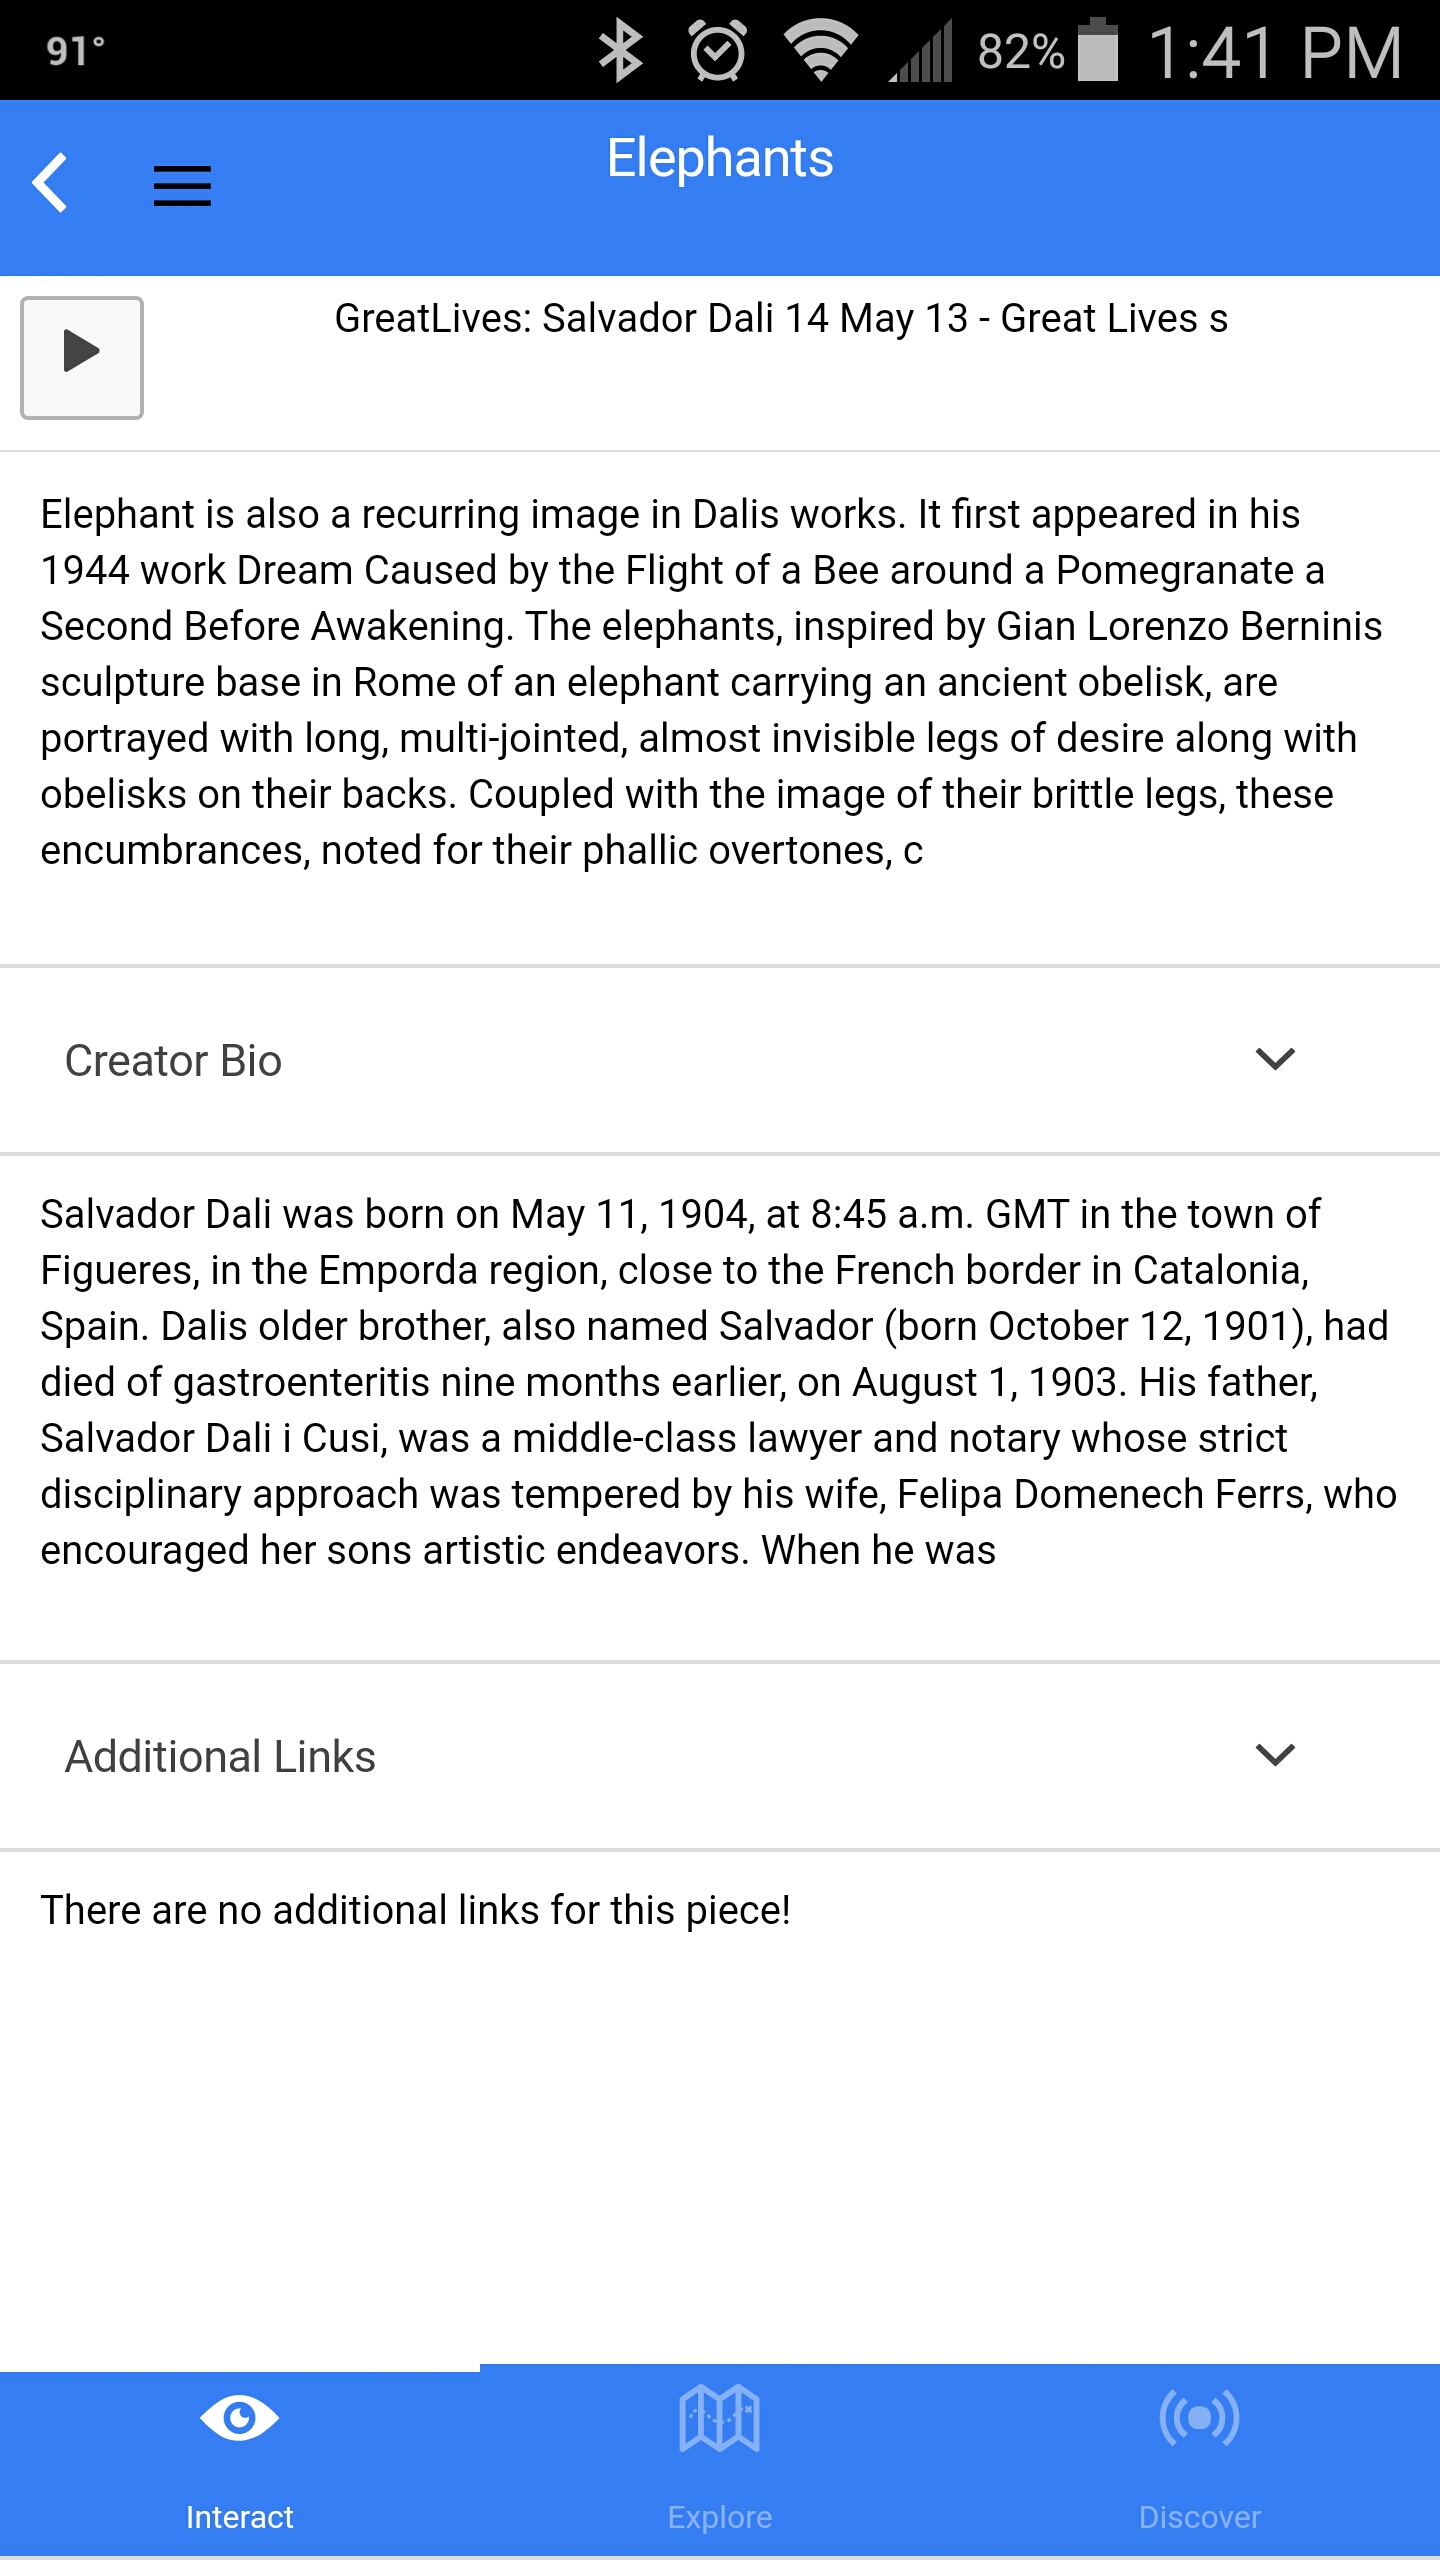 91°
82% 1:41 PM
Elephants
GreatLives: Salvador Dali 14 May 13 - Great Lives s
Elephant is also a recurring image in Dalis works. It first appeared in his
1944 work Dream Caused by the Flight of a Bee around a Pomegranate a
Second Before Awakening. The elephants, inspired by Gian Lorenzo Berninis
sculpture base in Rome of an elephant carrying an ancient obelisk, are
portrayed with long, multi-jointed, almost invisible legs of desire along with
obelisks on their backs. Coupled with the image of their brittle legs, these
encumbrances, noted for their phallic overtones, c
Creator Bio
Salvador Dali was born on May 11, 1904, at 8:45 a.m. GMT in the town of
Figueres, in the Emporda region, close to the French border in Catalonia,
Spain. Dalis older brother, also named Salvador (born October 12, 1901), had
died of gastroenteritis nine months earlier, on August 1, 1903. His father,
Salvador Dali i Cusi, was a middle-class lawyer and notary whose strict
disciplinary approach was tempered by his wife, Felipa Domenech Ferrs, who
encouraged her sons artistic endeavors. When he was
Additional Links
There are no additional links for this piece!
Interact Explore Discover